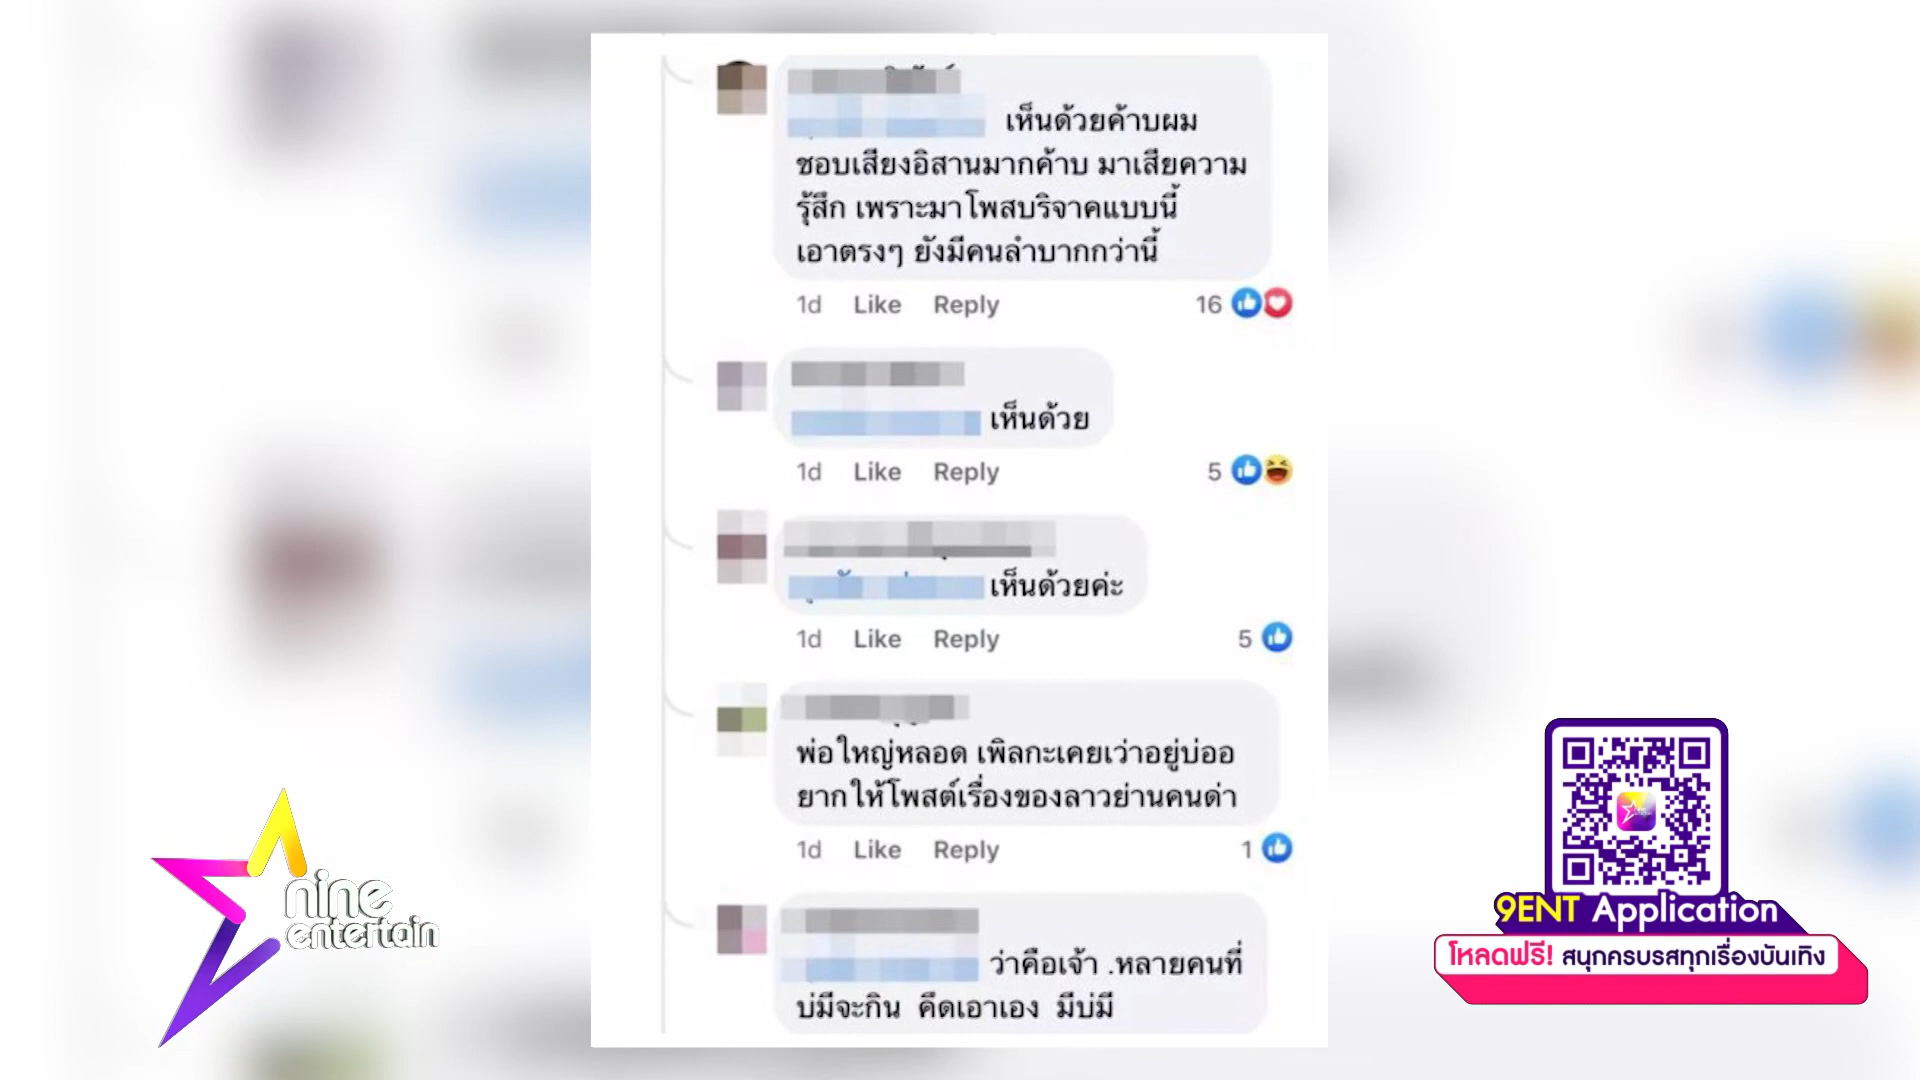 เห็นด้วยค้าบผม
ชอบเสียงอิสานมากค้าบ มาเสียความ
รู้สึก เพราะมาโพสบริจาคแบบนี้
เอาตรงๆ ยังมีคนลำบากกว่านี้
1d Like Reply 16
เห็นด้วย
1d Like Reply 5
เห็นด้วยค่ะ
1d Like Reply 5
พ่อใหญ่หลอด เพิลกะเคยเว่าอยู่บ่ออ
ยากให้โพสต์เรื่องของลาวย่านคนด่า
1d Like Reply 1
ว่าคือเจ้า .หลายคนที่
บ่มีจะกิน คึดเอาเอง มีบ่มี
nine
entertain
9ENT Application
โหลดฟรี! สนุกครบรสทุกเรื่องบันเทิง